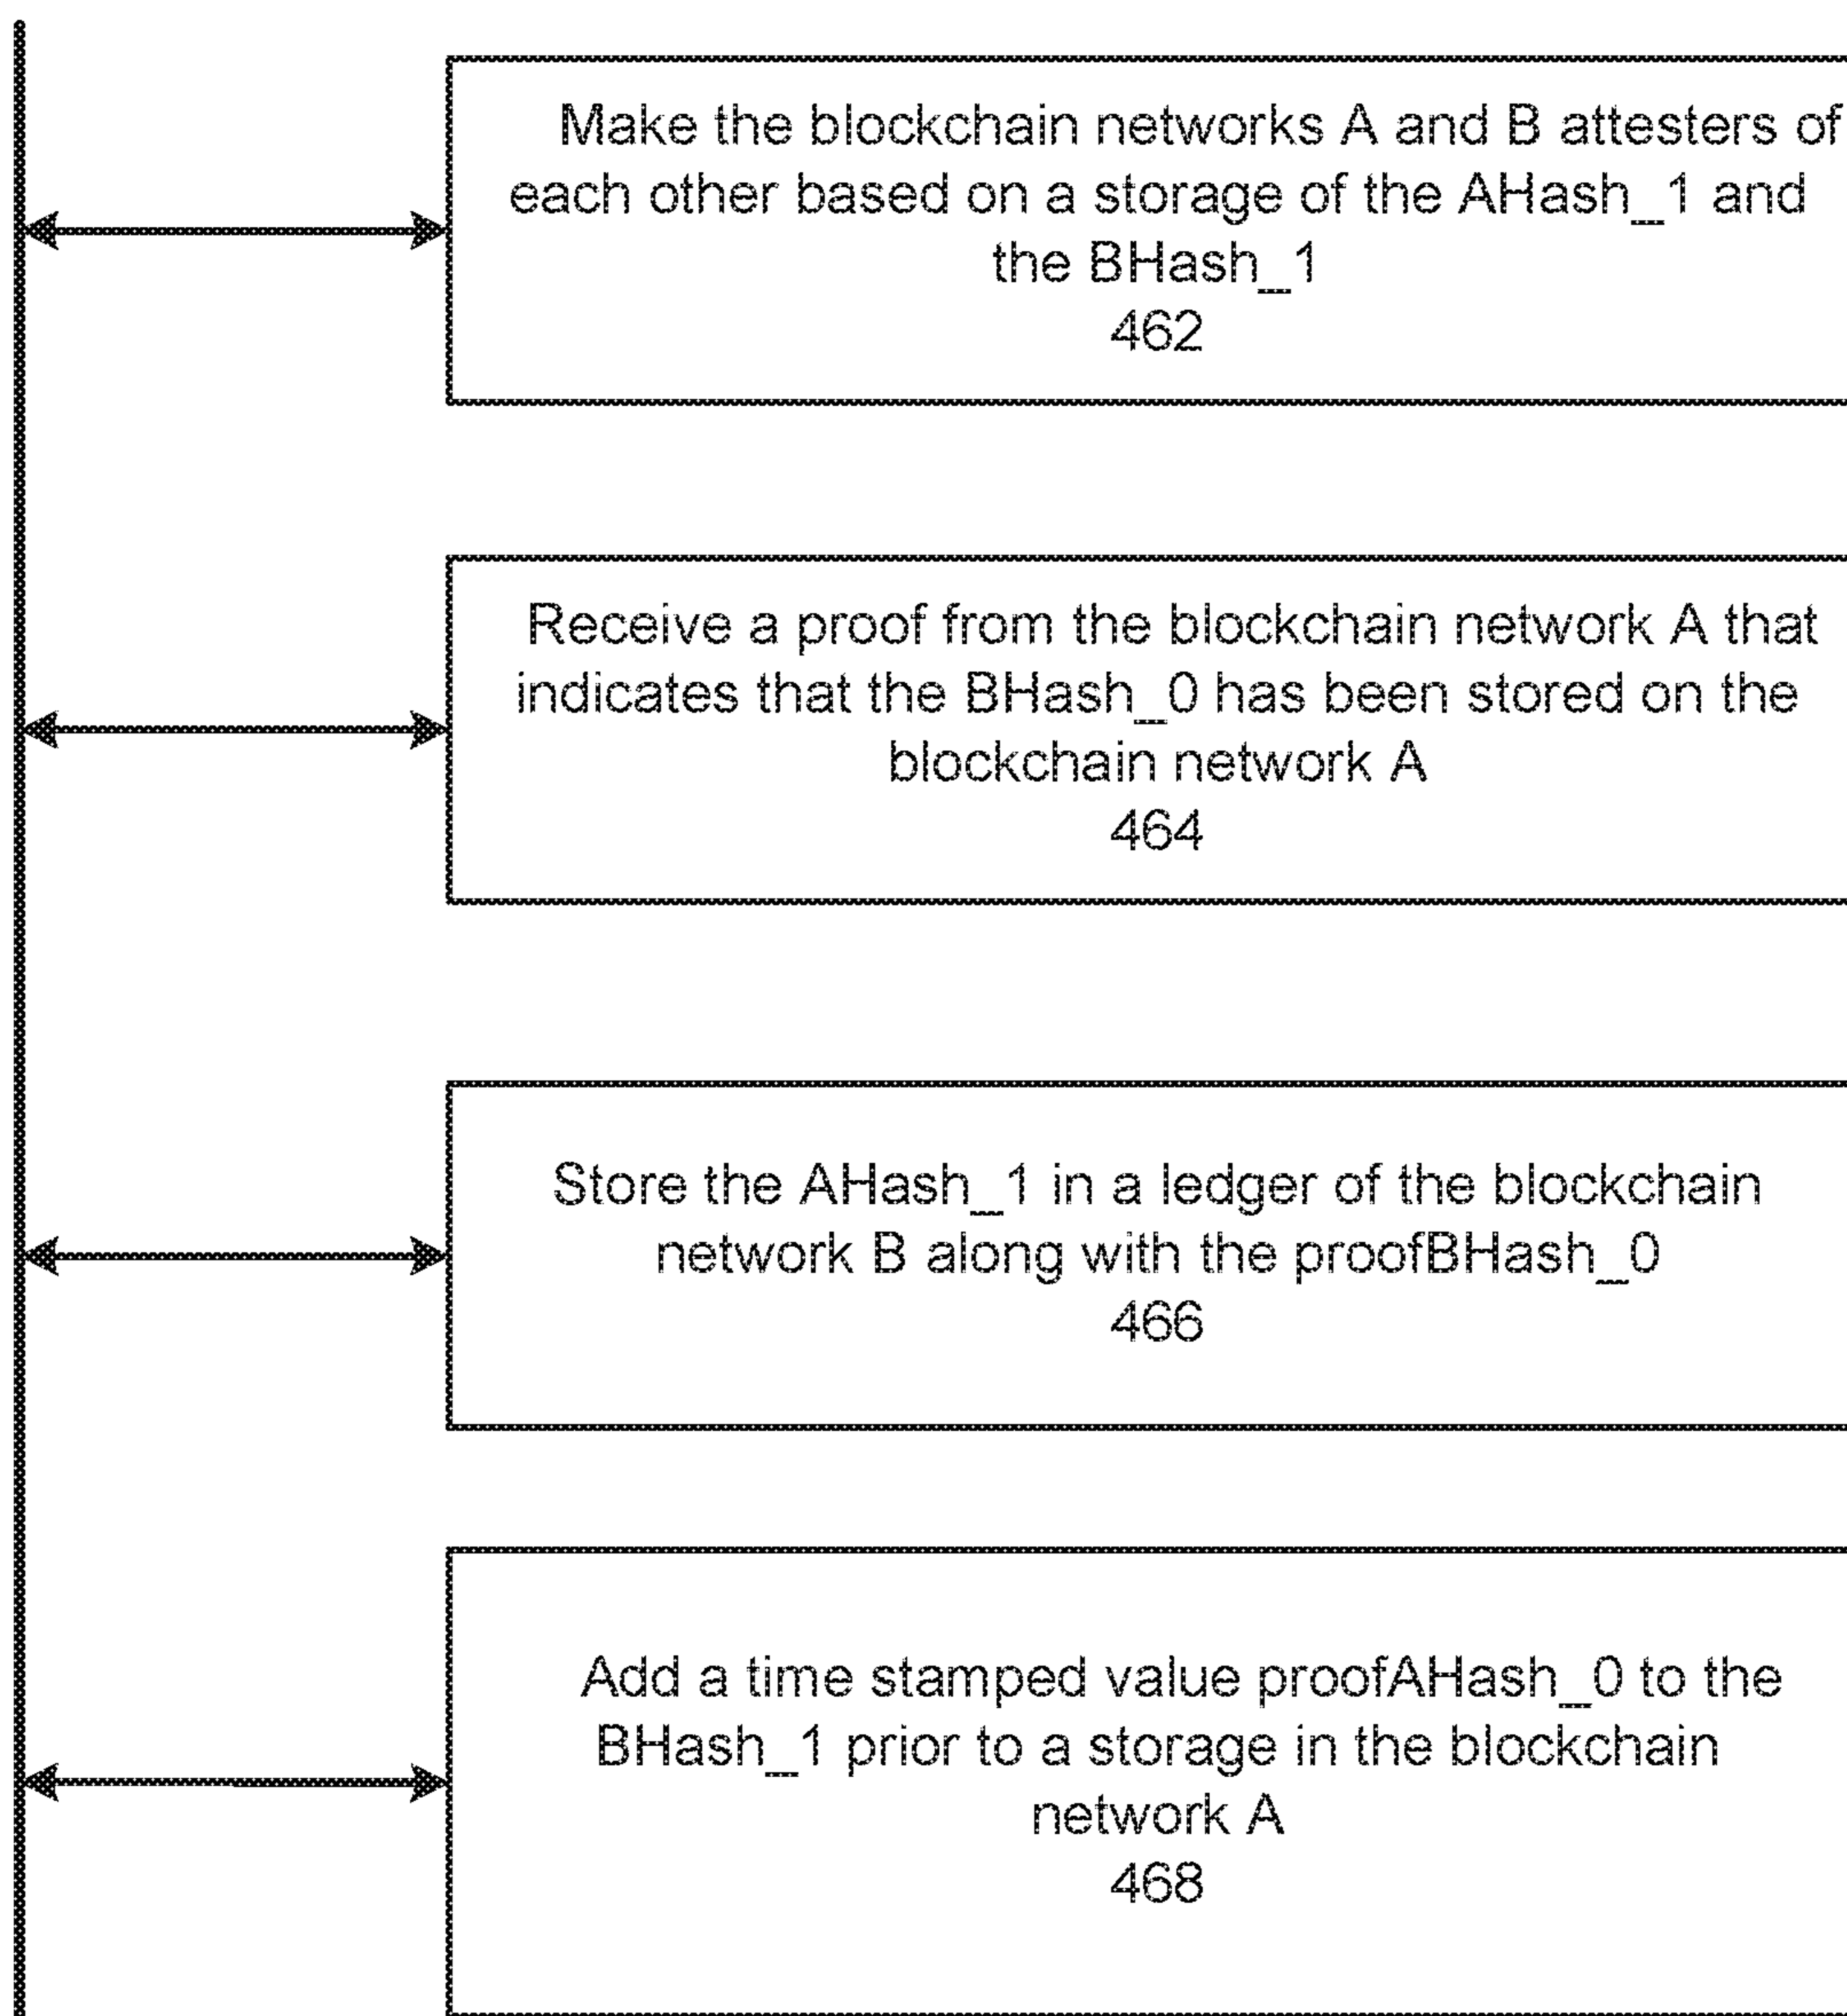 Make the blockchain networks A and B attesters of
each other based on a storage of the AHash_1 and
the BHash_1
462
Receive a proof from the blockchain network A that
indicates that the BHash_0 has been stored on the
blockchain network A
464
Store the AHash_1 in a ledger of the blockchain
network B along with the proofBHash_0
466
Add a time stamped value proofAHash_0 to the
BHash_1 prior to a storage in the blockchain
network A
468